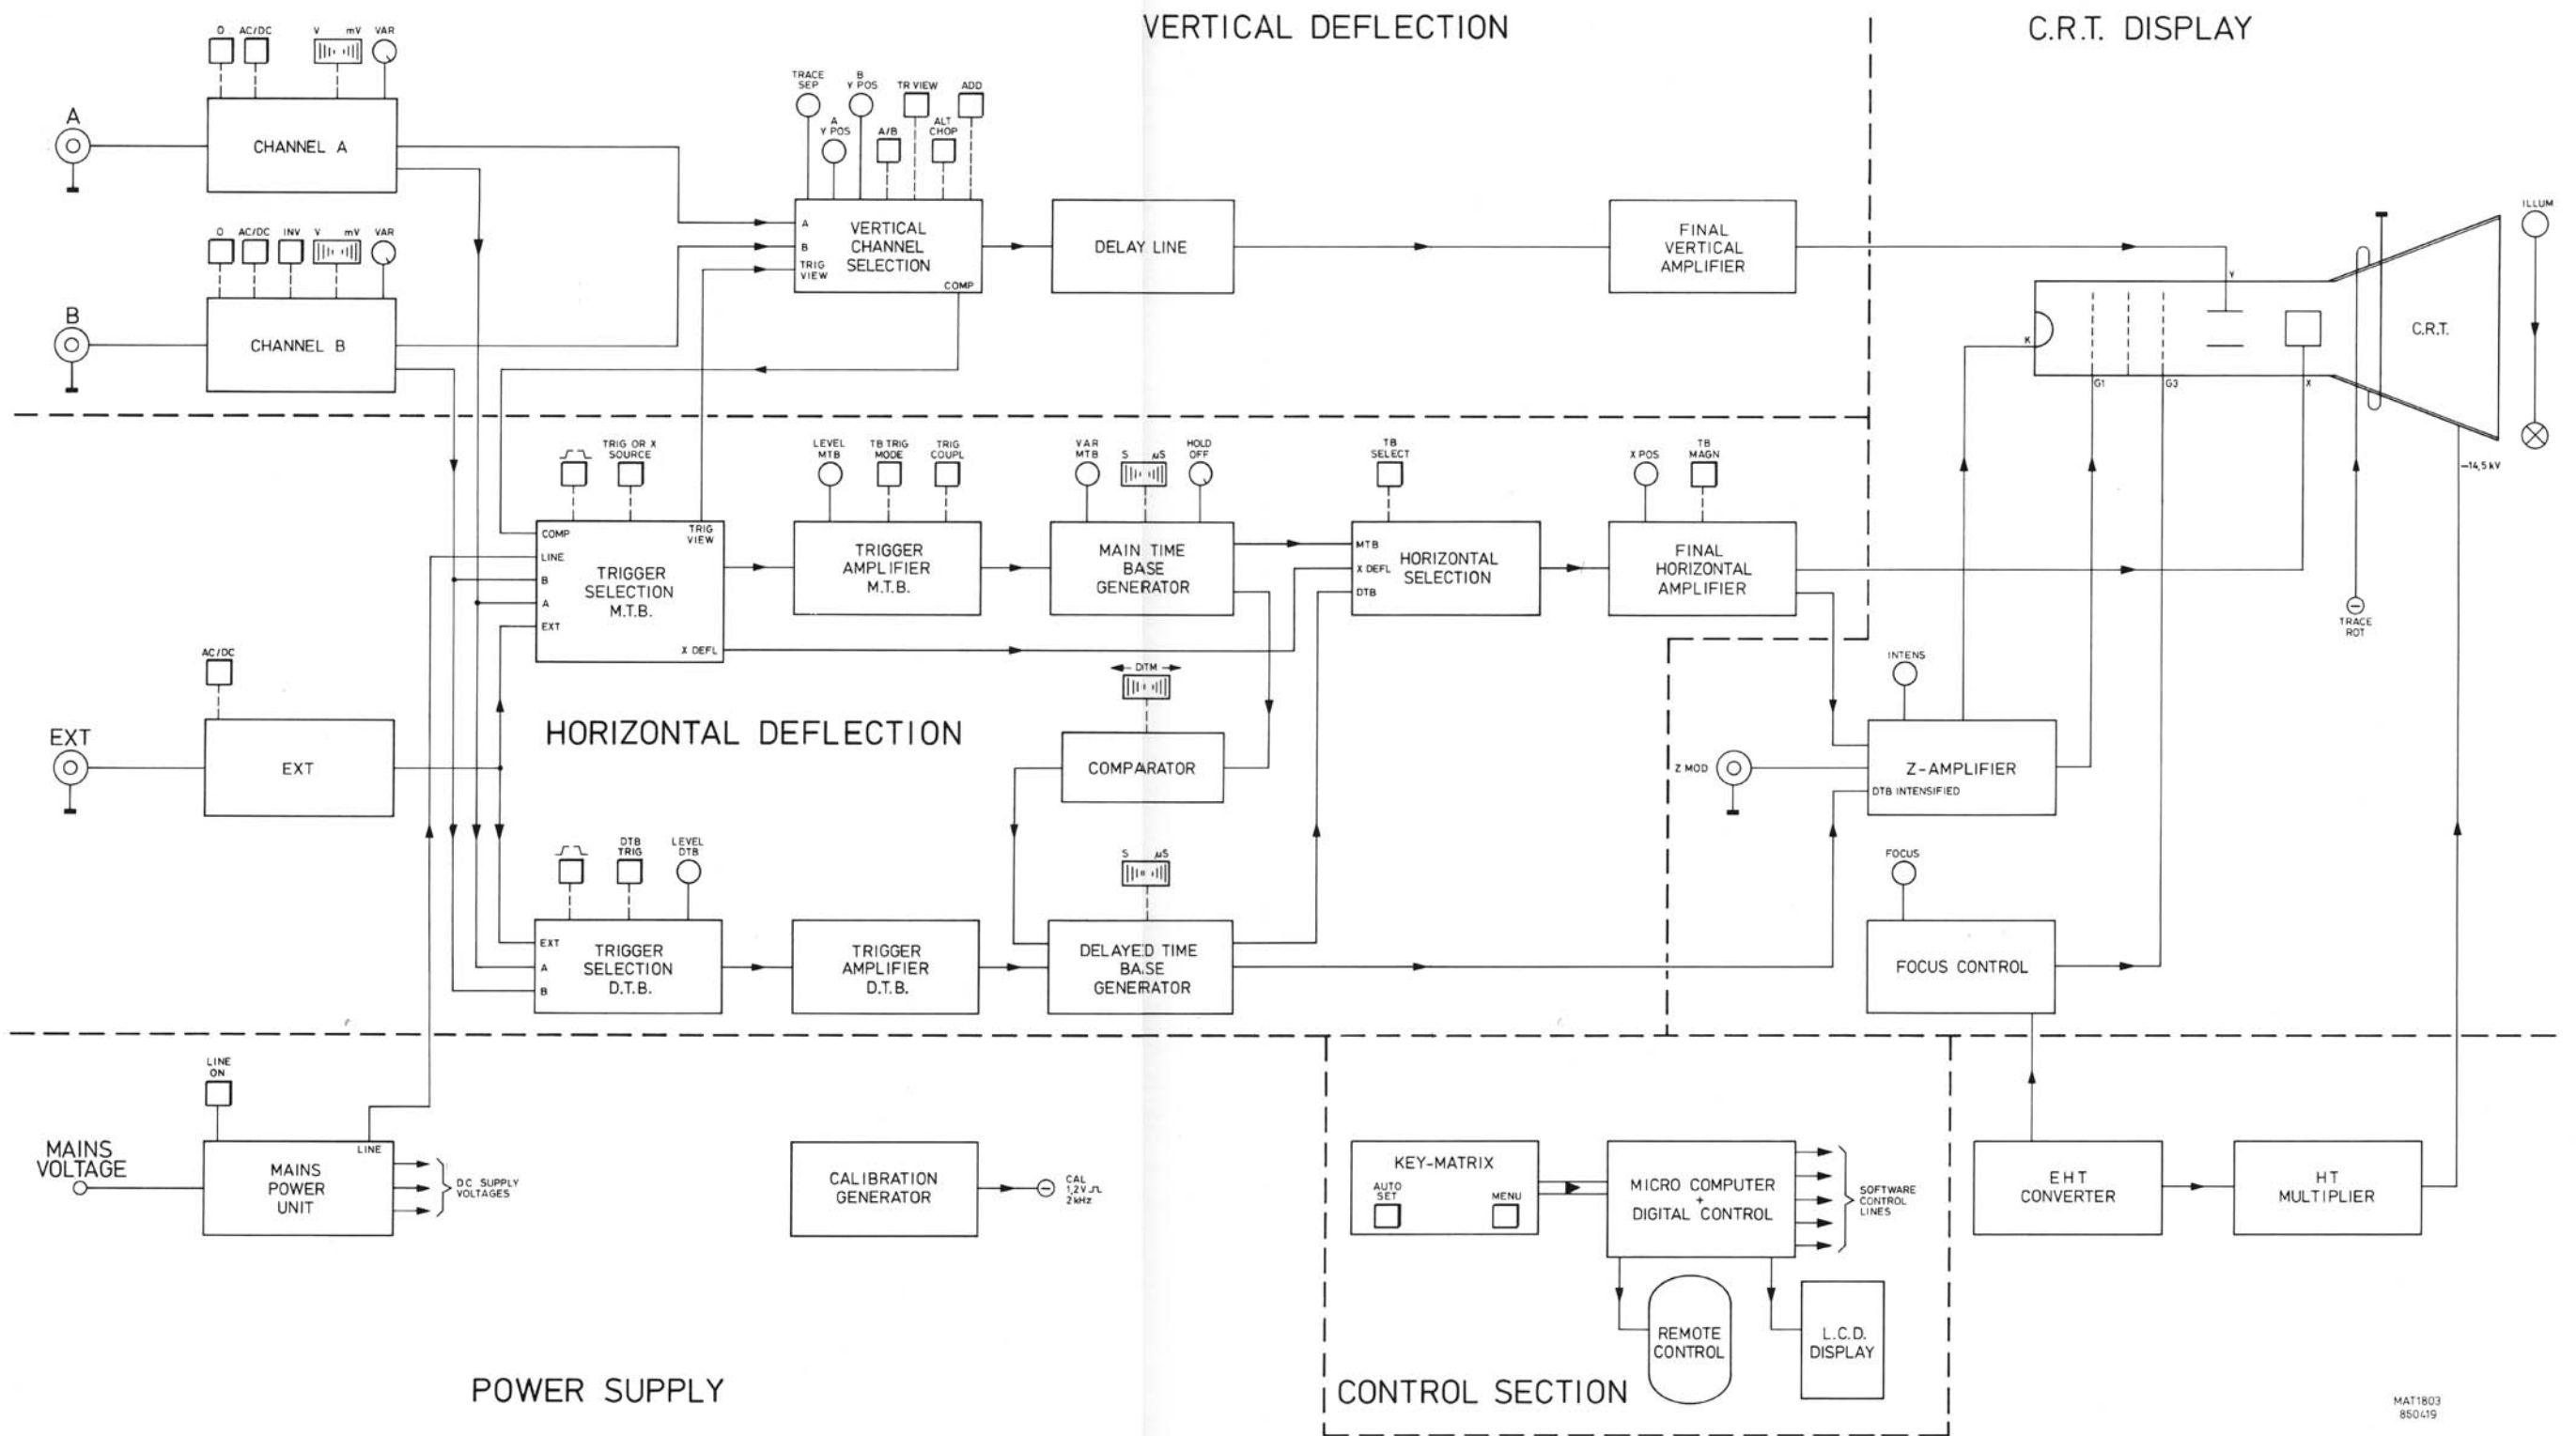 VERTICAL DEFLECTION
C.R.T. DISPLAY
0 AC/DC V mV VAR
A
CHANNEL A
0 AC/DC INV V mV VAR
B
CHANNEL B
TRACE
SEP
B
Y POS
TR VIEW
ADD
A
Y POS
A/B
ALT
CHOP
A
B
TRIG
VIEW
VERTICAL
CHANNEL
SELECTION
COMP
DELAY LINE
FINAL
VERTICAL
AMPLIFIER
ILLUM
Y
K
G1
G3
X
C.R.T.
-14,5 kV
TRACE
ROT
TRIG OR X
SOURCE
COMP
LINE
B
A
EXT
TRIG
VIEW
TRIGGER
SELECTION
M.T.B.
X DEFL
LEVEL
MTB
TB TRIG
MODE
TRIG
COUPL
TRIGGER
AMPLIFIER
M.T.B.
VAR
MTB
S µS
HOLD
OFF
MAIN TIME
BASE
GENERATOR
TB
SELECT
MTB
X DEFL
DTB
HORIZONTAL
SELECTION
X POS
TB
MAGN
FINAL
HORIZONTAL
AMPLIFIER
AC/DC
EXT
EXT
HORIZONTAL DEFLECTION
DITM
COMPARATOR
INTENS
Z MOD
Z-AMPLIFIER
DTB INTENSIFIED
DTB
TRIG
LEVEL
DTB
EXT
A
B
TRIGGER
SELECTION
D.T.B.
TRIGGER
AMPLIFIER
D.T.B.
S µS
DELAYED TIME
BASE
GENERATOR
FOCUS
FOCUS CONTROL
LINE
ON
MAINS
VOLTAGE
LINE
MAINS
POWER
UNIT
DC SUPPLY
VOLTAGES
CALIBRATION
GENERATOR
CAL
1,2V
2kHz
KEY-MATRIX
AUTO
SET
MENU
MICRO COMPUTER
+
DIGITAL CONTROL
SOFTWARE
CONTROL
LINES
EHT
CONVERTER
HT
MULTIPLIER
REMOTE
CONTROL
L.C.D.
DISPLAY
POWER SUPPLY
CONTROL SECTION
MAT1803
850419